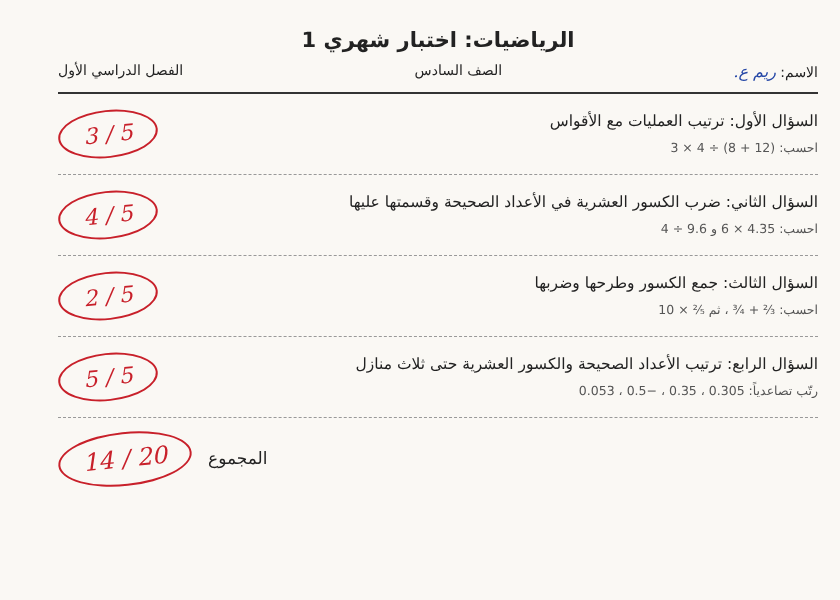 الرياضيات: اختبار شهري 1
الاسم: ريم ع. الصف السادس الفصل الدراسي الأول
السؤال الأول: ترتيب العمليات مع الأقواس
3 / 5
احسب: (12 + 8) ÷ 4 × 3
السؤال الثاني: ضرب الكسور العشرية في الأعداد الصحيحة وقسمتها عليها
4 / 5
احسب: 4.35 × 6 و 9.6 ÷ 4
السؤال الثالث: جمع الكسور وطرحها وضربها
2 / 5
احسب: ⅔ + ¾ ، ثم ⅖ × 10
السؤال الرابع: ترتيب الأعداد الصحيحة والكسور العشرية حتى ثلاث منازل
5 / 5
رتّب تصاعدياً: 0.305 ، 0.35 ، −0.5 ، 0.053
المجموع 14 / 20